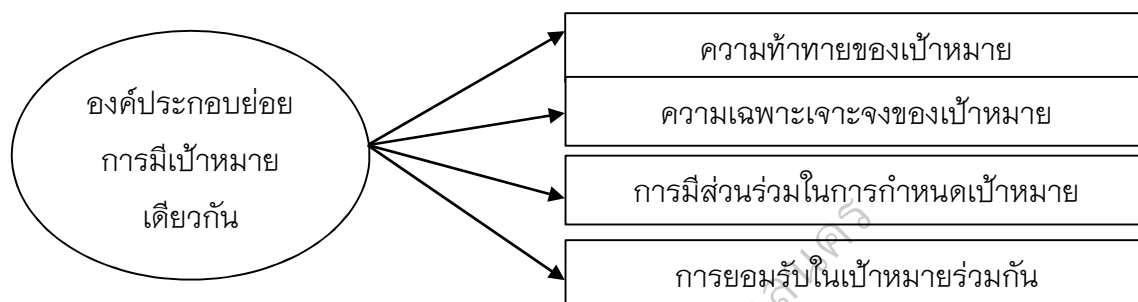 องค์ประกอบย่อย
การมีเป้าหมาย
เดียวกัน
ความท้าทายของเป้าหมาย
ความเฉพาะเจาะจงของเป้าหมาย
การมีส่วนร่วมในการกำหนดเป้าหมาย
การยอมรับในเป้าหมายร่วมกัน